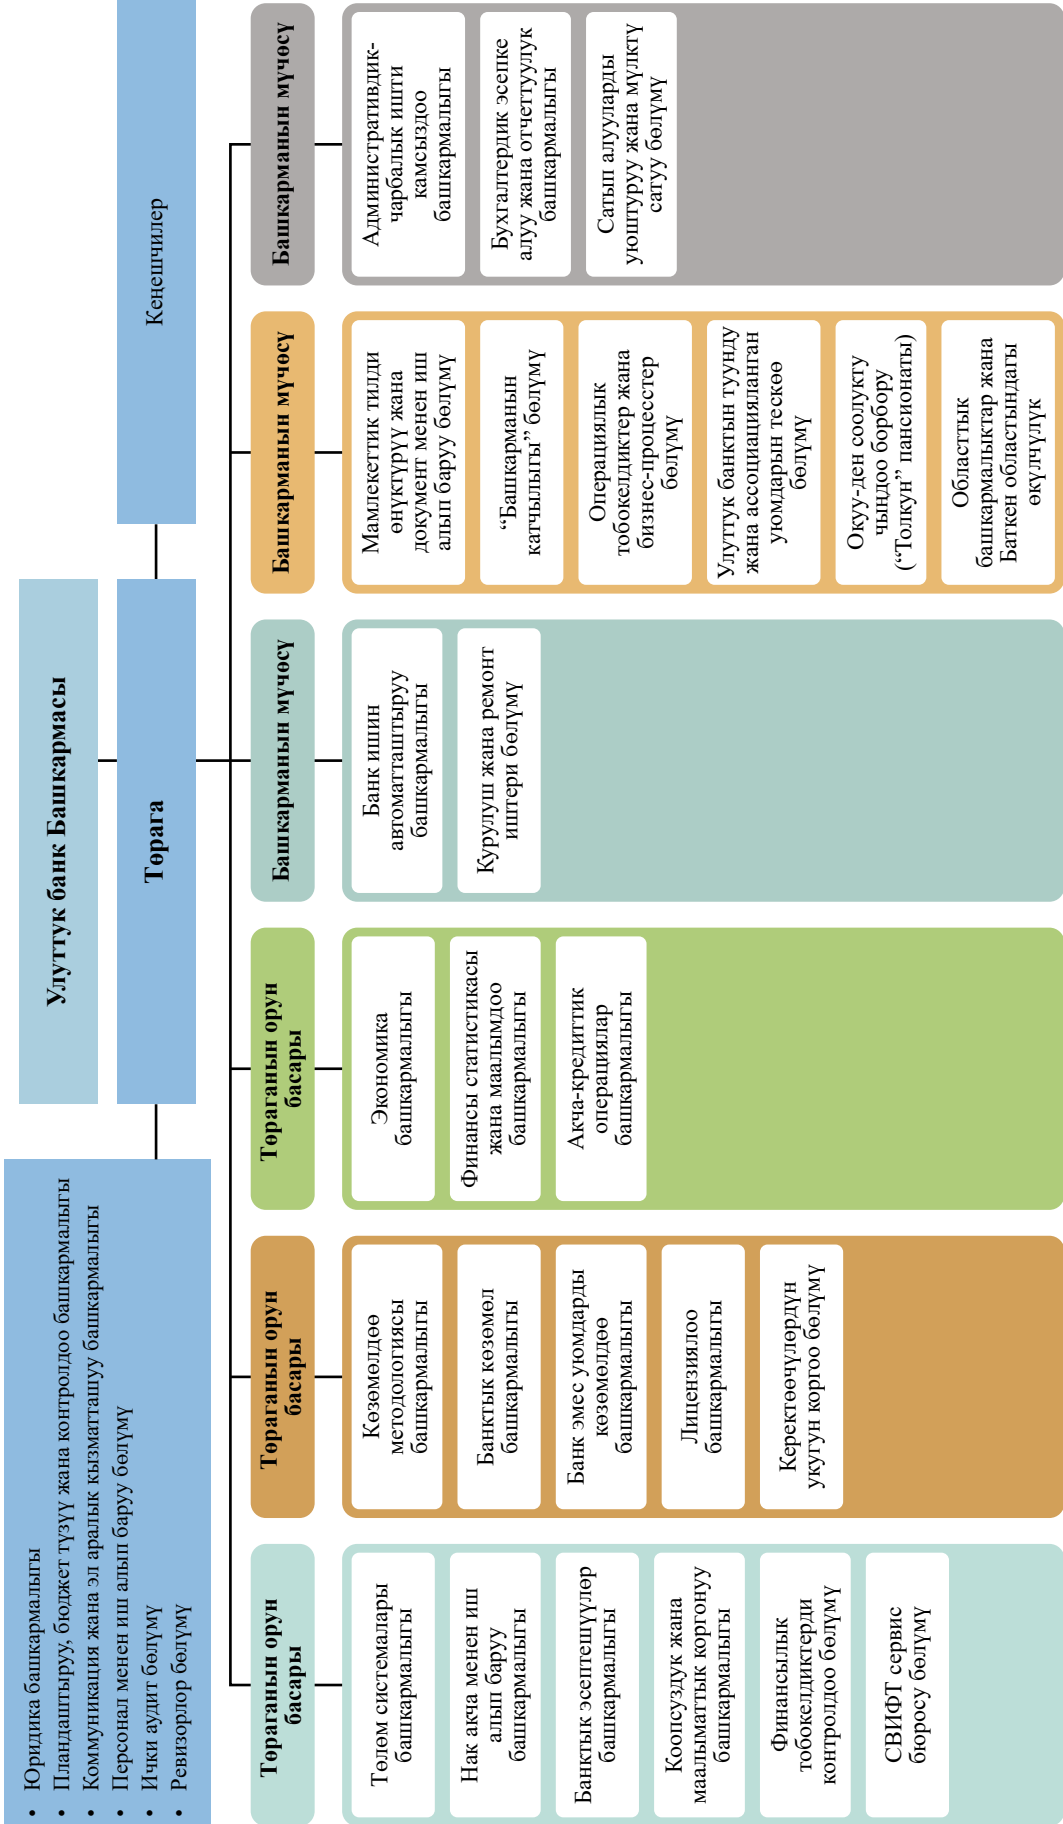 Улуттук банк Башкармасы
• Юридика башкармалыгы
• Пландаштыруу, бюджет түзүү жана контролдоо башкармалыгы
• Коммуникация жана эл аралык кызматташуу башкармалыгы
• Персонал менен иш алып баруу бөлүмү
• Ички аудит бөлүмү
• Ревизорлор бөлүмү
Төрага
Кеңешчилер
Төраганын орун
басары
Төлөм системалары
башкармалыгы
Нак акча менен иш
алып баруу
башкармалыгы
Банктык эсептешүүлөр
башкармалыгы
Коопсуздук жана
маалыматтык коргонуу
башкармалыгы
Финансылык
тобокелдиктерди
контролдоо бөлүмү
СВИФТ сервис
бюросу бөлүмү
Төраганын орун
басары
Көзөмөлдөө
методологиясы
башкармалыгы
Банктык көзөмөл
башкармалыгы
Банк эмес уюмдарды
көзөмөлдөө
башкармалыгы
Лицензиялоо
башкармалыгы
Керектөөчүлөрдүн
укугун коргоо бөлүмү
Төраганын орун
басары
Экономика
башкармалыгы
Финансы статистикасы
жана маалымдоо
башкармалыгы
Акча-кредиттик
операциялар
башкармалыгы
Башкарманын мүчөсү
Банк ишин
автоматташтыруу
башкармалыгы
Курулуш жана ремонт
иштери бөлүмү
Башкарманын мүчөсү
Мамлекеттик тилди
өнүктүрүү жана
документ менен иш
алып баруу бөлүмү
“Башкарманын
катчылыгы” бөлүмү
Операциялык
тобокелдиктер жана
бизнес-процесстер
бөлүмү
Улуттук банктын туунду
жана ассоциацияланган
уюмдарын тескөө
бөлүмү
Окуу-ден соолукту
чыңдоо борбору
(“Толкун” пансионаты)
Областтык
башкармалыктар жана
Баткен областындагы
өкүлчүлүк
Башкарманын мүчөсү
Административдик-
чарбалык ишти
камсыздоо
башкармалыгы
Бухгалтердик эсепке
алуу жана отчеттуулук
башкармалыгы
Сатып алууларды
уюштуруу жана мүлктү
сатуу бөлүмү